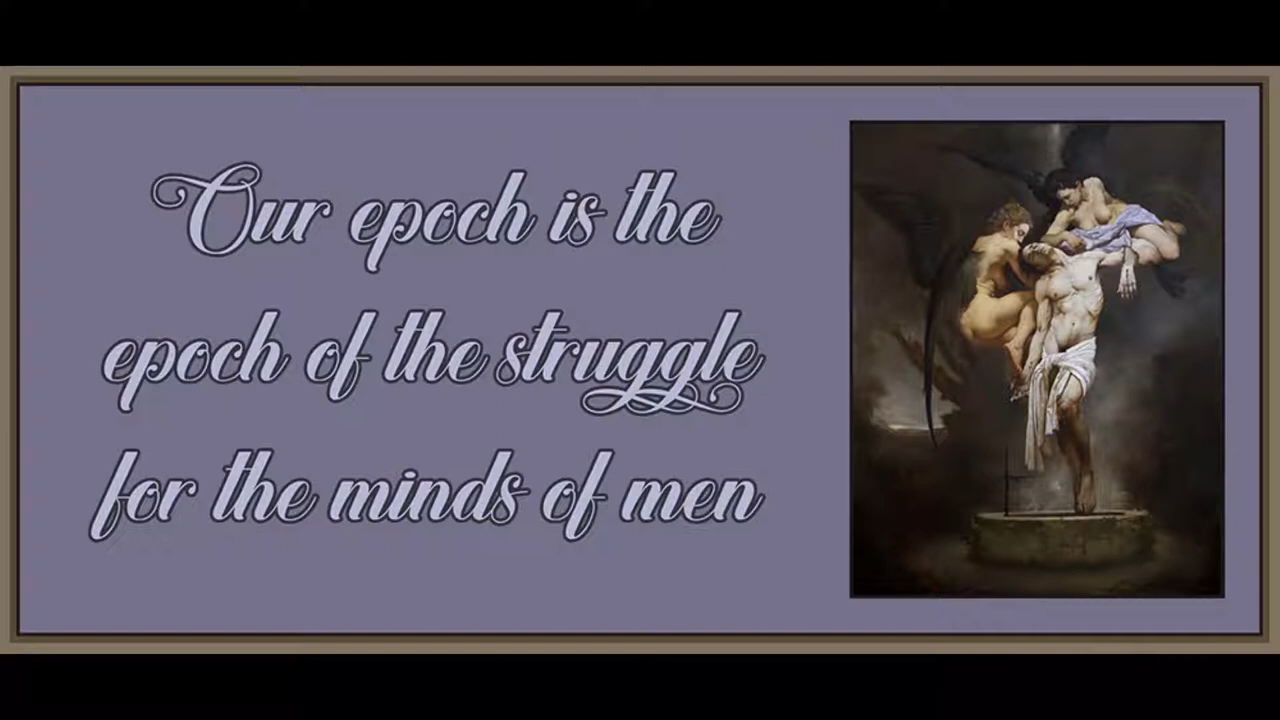 Our epoch is the
epoch of the struggle
for the minds of men